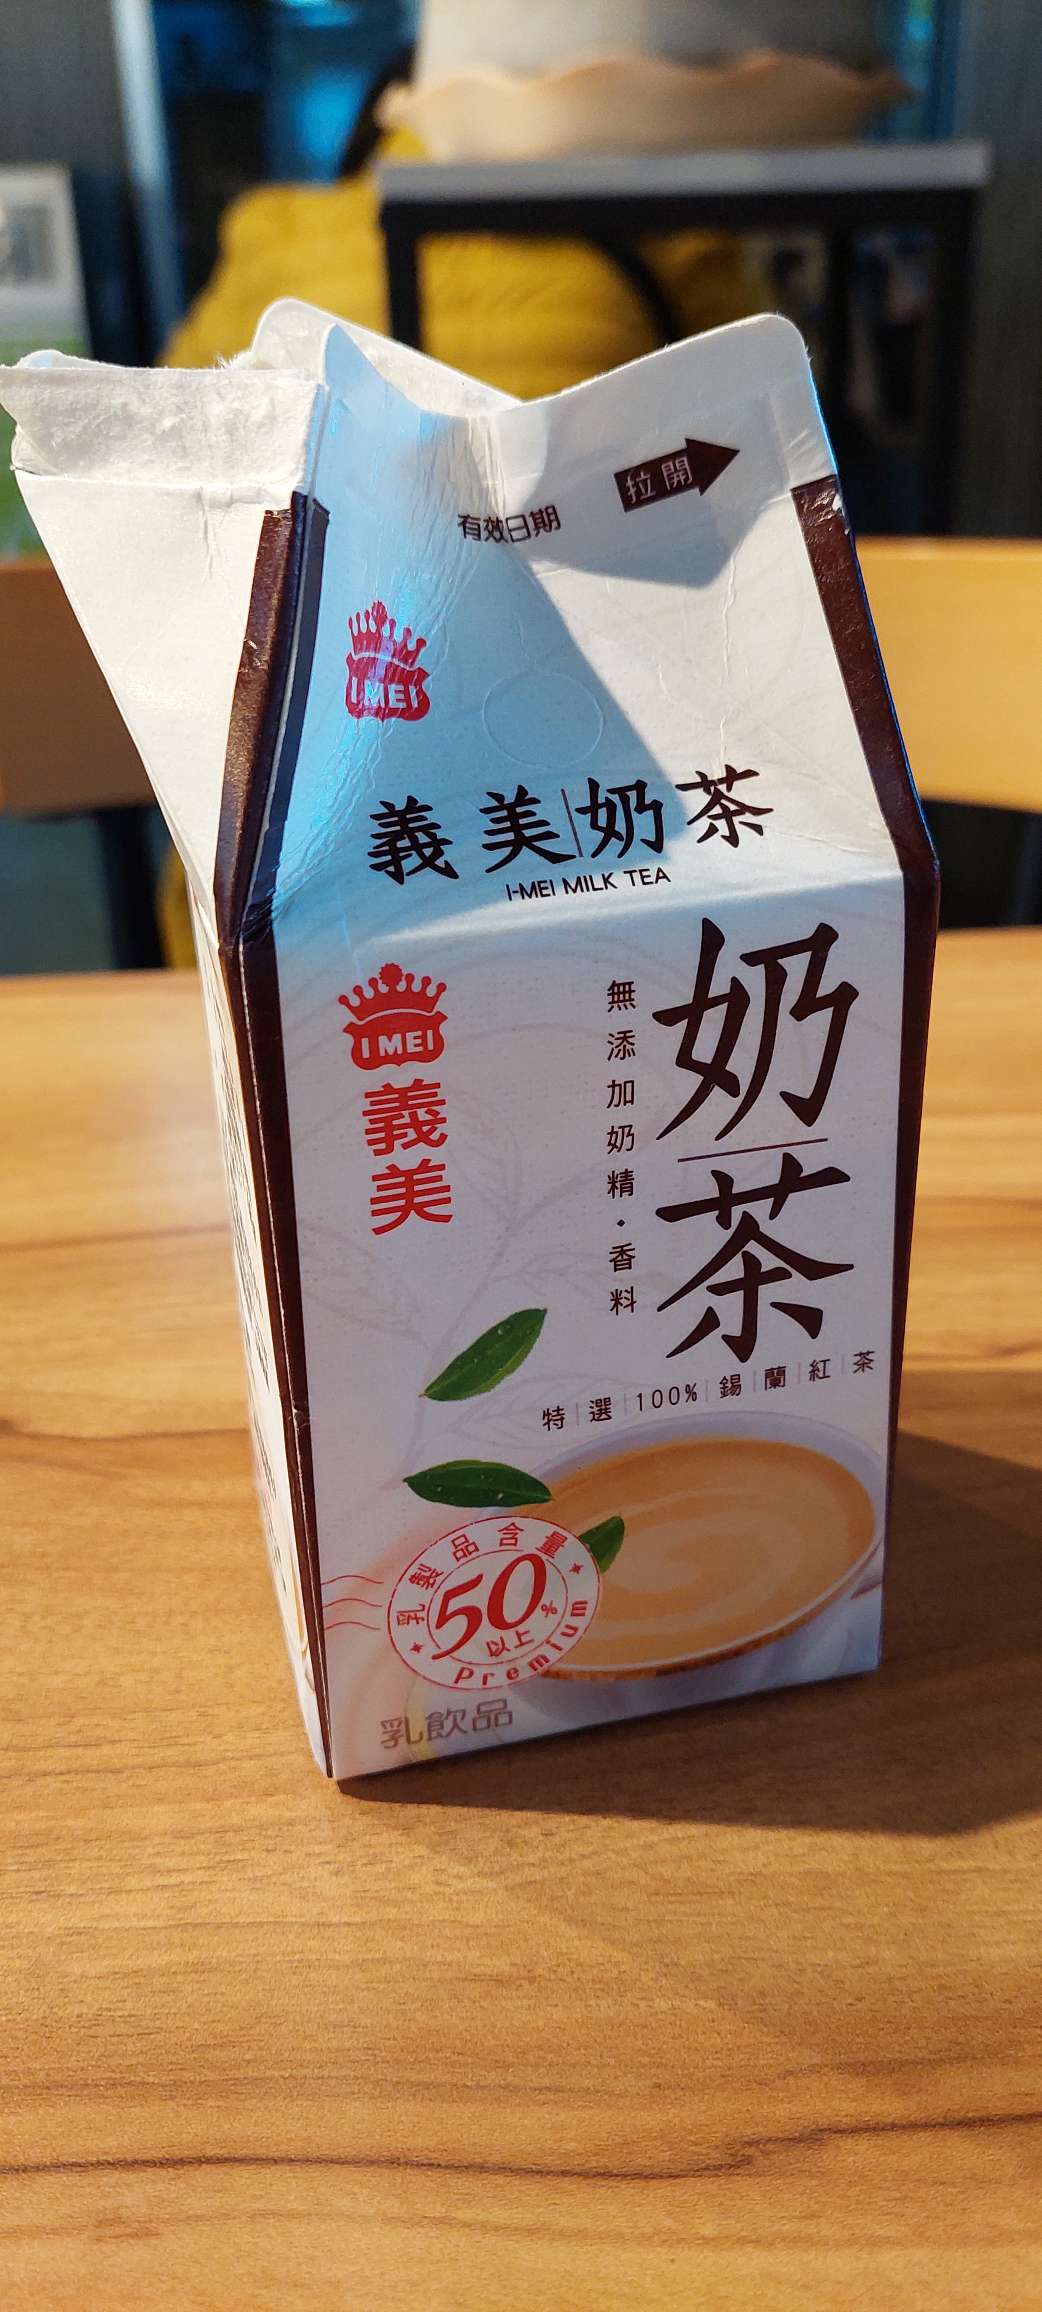 拉開
有效日期
I MEI
義美奶茶
I-MEI MILK TEA
I MEI
義美
奶茶
無添加奶精·香料
特選100%錫蘭紅茶
乳製品含量
50%
以上
Premium
乳飲品